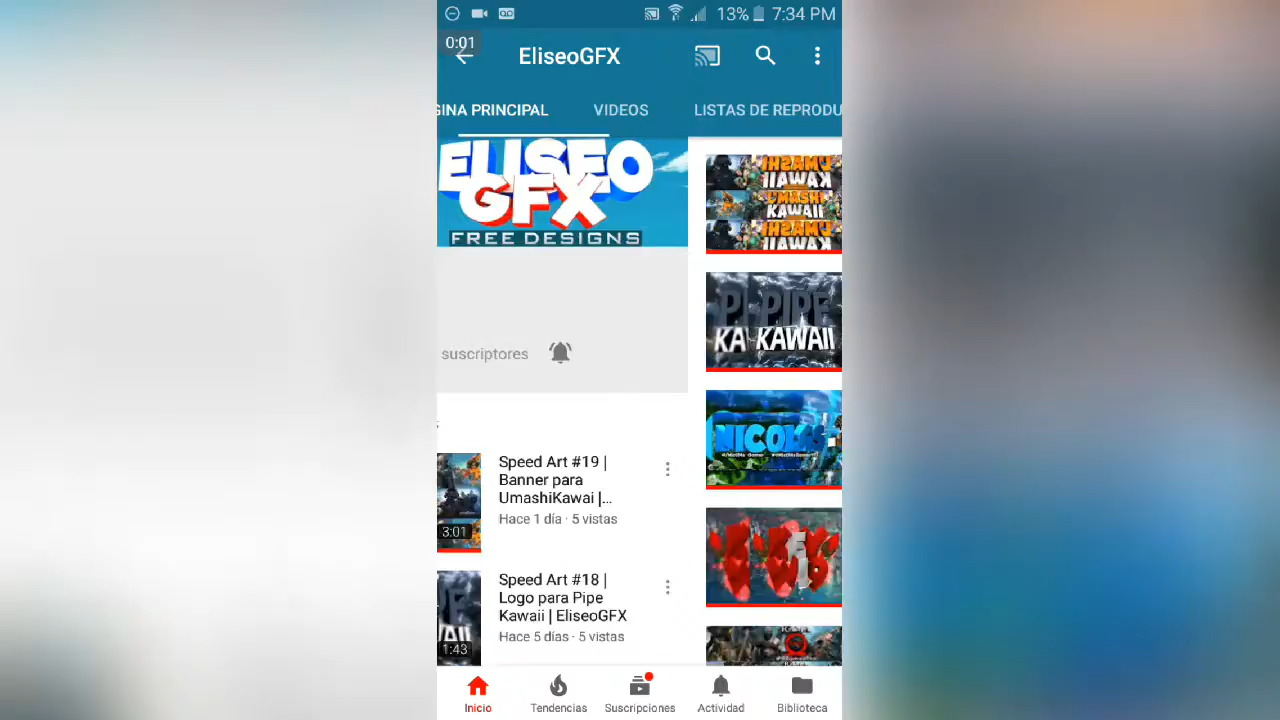 13% 7:34 PM
0:01
EliseoGFX
GINA PRINCIPAL
VIDEOS
LISTAS DE REPRODU
ELISEO
GFX
FREE DESIGNS
UMASHI
KAWAII
PIPE
KAWAII
KA
NICOLAS
suscriptores
Speed Art #19 |
Banner para
UmashiKawai |...
Hace 1 día · 5 vistas
3:01
Speed Art #18 |
Logo para Pipe
Kawaii | EliseoGFX
Hace 5 días · 5 vistas
1:43
Inicio
Tendencias
Suscripciones
Actividad
Biblioteca